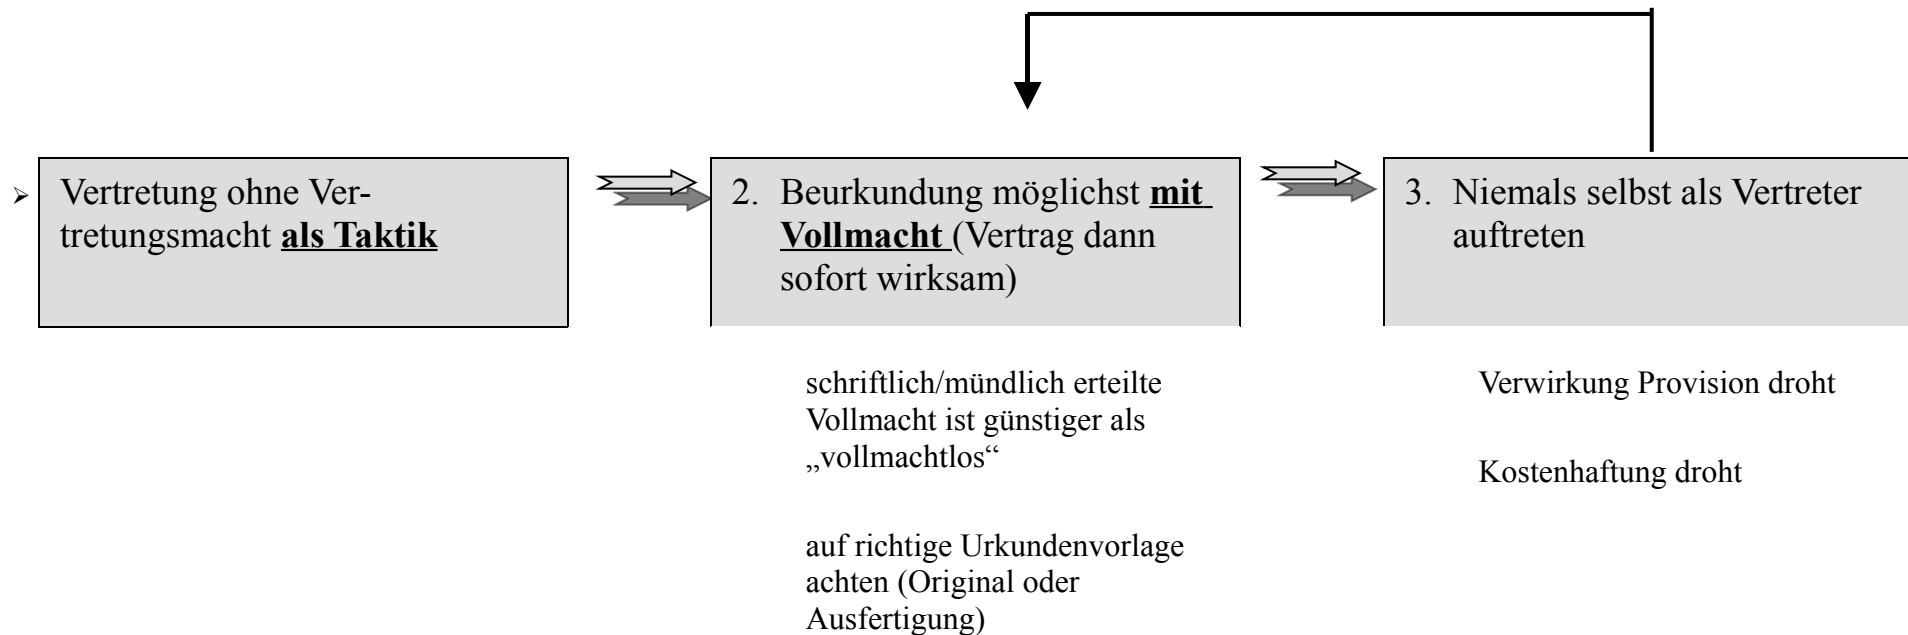 Vertretung ohne Ver-
tretungsmacht als Taktik
2. Beurkundung möglichst mit
Vollmacht (Vertrag dann
sofort wirksam)
schriftlich/mündlich erteilte
Vollmacht ist günstiger als
„vollmachtlos“
auf richtige Urkundenvorlage
achten (Original oder
Ausfertigung)
3. Niemals selbst als Vertreter
auftreten
Verwirkung Provision droht
Kostenhaftung droht